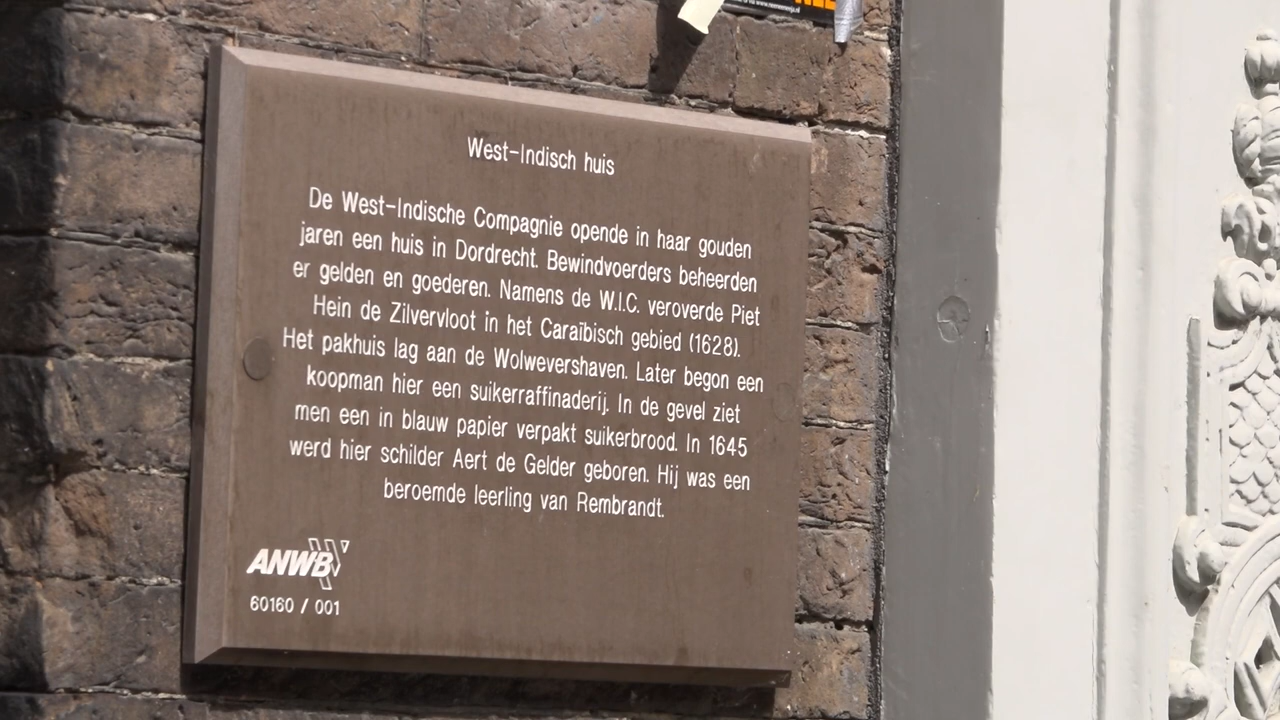 West-Indisch huis
De West-Indische Compagnie opende in haar gouden
jaren een huis in Dordrecht. Bewindvoerders beheerden
er gelden en goederen. Namens de W.I.C. veroverde Piet
Hein de Zilvervloot in het Caraïbisch gebied (1628).
Het pakhuis lag aan de Wolwevershaven. Later begon een
koopman hier een suikerraffinaderij. In de gevel ziet
men een in blauw papier verpakt suikerbrood. In 1645
werd hier schilder Aert de Gelder geboren. Hij was een
beroemde leerling van Rembrandt.
ANWB
60160 / 001